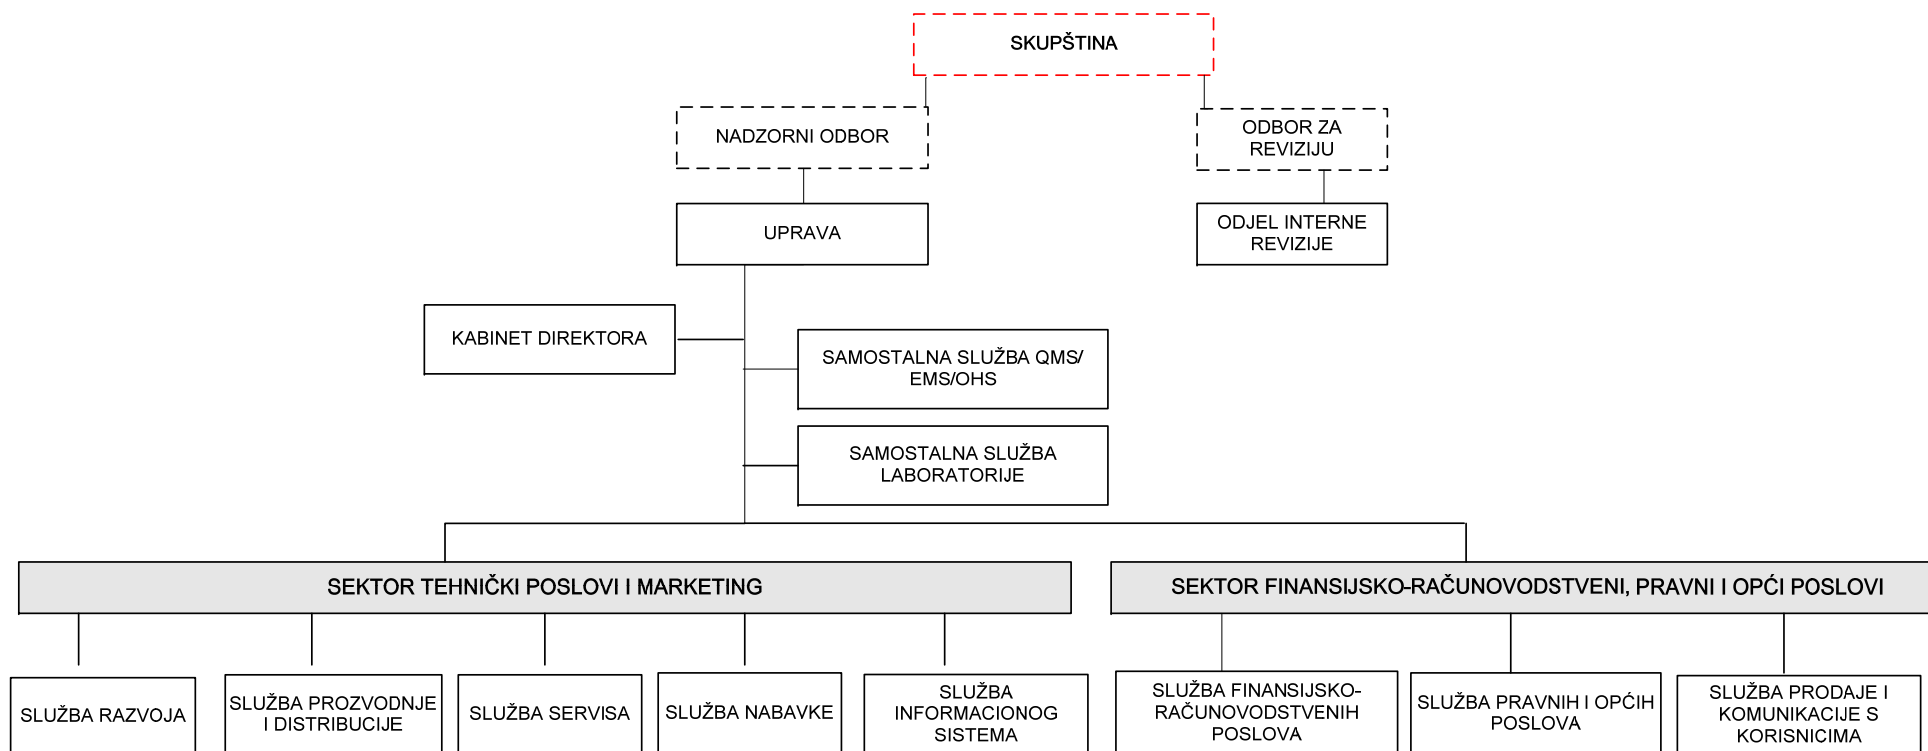 SKUPŠTINA
NADZORNI ODBOR
ODBOR ZA
REVIZIJU
UPRAVA
ODJEL INTERNE
REVIZIJE
KABINET DIREKTORA
SAMOSTALNA SLUŽBA QMS/
EMS/OHS
SAMOSTALNA SLUŽBA
LABORATORIJE
SEKTOR TEHNIČKI POSLOVI I MARKETING
SEKTOR FINANSIJSKO-RAČUNOVODSTVENI, PRAVNI I OPĆI POSLOVI
SLUŽBA RAZVOJA
SLUŽBA PROZVODNJE
I DISTRIBUCIJE
SLUŽBA SERVISA
SLUŽBA NABAVKE
SLUŽBA
INFORMACIONOG
SISTEMA
SLUŽBA FINANSIJSKO-
RAČUNOVODSTVENIH
POSLOVA
SLUŽBA PRAVNIH I OPĆIH
POSLOVA
SLUŽBA PRODAJE I
KOMUNIKACIJE S
KORISNICIMA